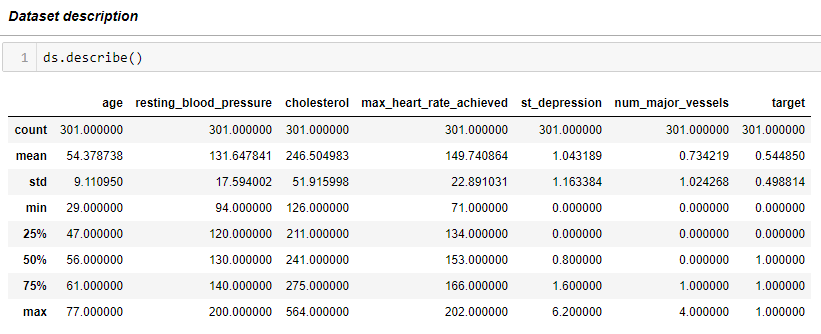 Dataset description
1 ds.describe()
age resting_blood_pressure cholesterol max_heart_rate_achieved st_depression num_major_vessels target
count 301.000000 301.000000 301.000000 301.000000 301.000000 301.000000 301.000000
mean 54.378738 131.647841 246.504983 149.740864 1.043189 0.734219 0.544850
std 9.110950 17.594002 51.915998 22.891031 1.163384 1.024268 0.498814
min 29.000000 94.000000 126.000000 71.000000 0.000000 0.000000 0.000000
25% 47.000000 120.000000 211.000000 134.000000 0.000000 0.000000 0.000000
50% 56.000000 130.000000 241.000000 153.000000 0.800000 0.000000 1.000000
75% 61.000000 140.000000 275.000000 166.000000 1.600000 1.000000 1.000000
max 77.000000 200.000000 564.000000 202.000000 6.200000 4.000000 1.000000